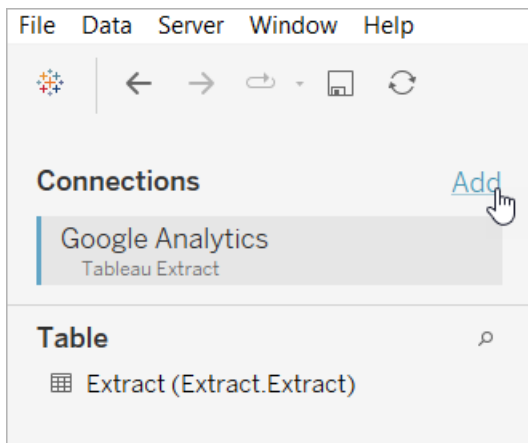 File Data Server Window Help
Connections Add
Google Analytics
Tableau Extract
Table
Extract (Extract.Extract)